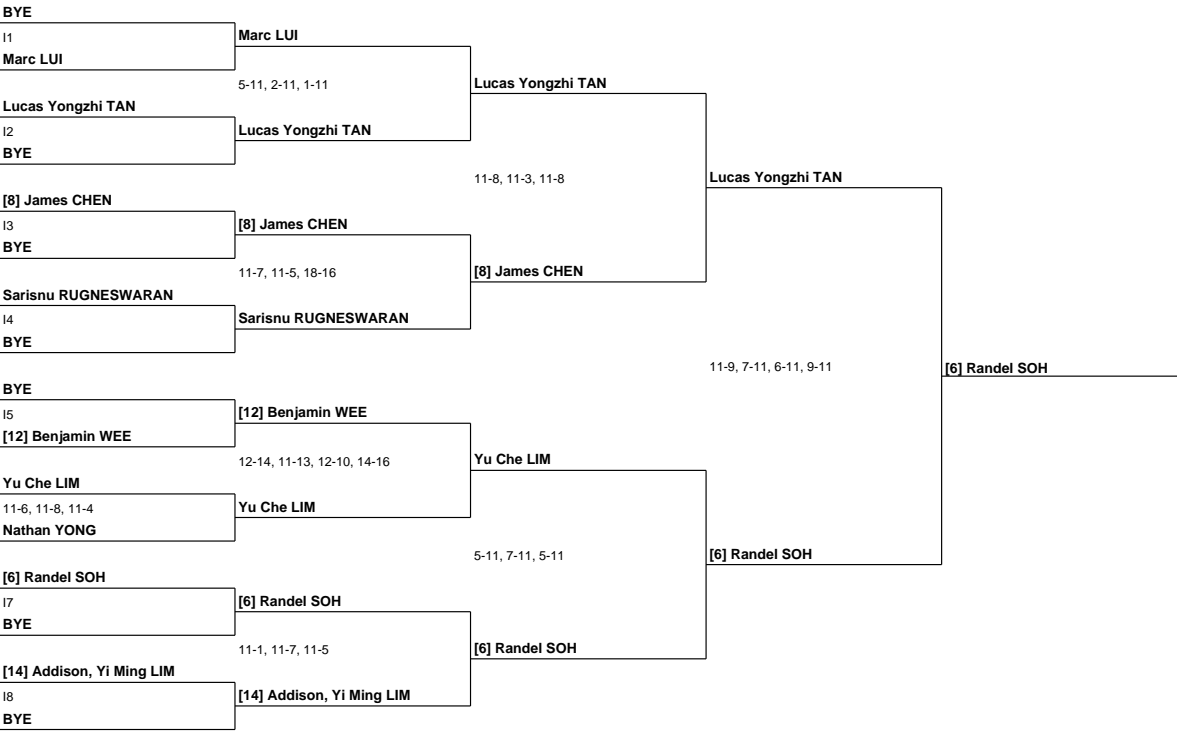 BYE
I1
Marc LUI
Marc LUI
5-11, 2-11, 1-11
Lucas Yongzhi TAN
Lucas Yongzhi TAN
I2
Lucas Yongzhi TAN
BYE
11-8, 11-3, 11-8
Lucas Yongzhi TAN
[8] James CHEN
I3
[8] James CHEN
BYE
11-7, 11-5, 18-16
[8] James CHEN
Sarisnu RUGNESWARAN
I4
Sarisnu RUGNESWARAN
BYE
11-9, 7-11, 6-11, 9-11
[6] Randel SOH
BYE
I5
[12] Benjamin WEE
[12] Benjamin WEE
12-14, 11-13, 12-10, 14-16
Yu Che LIM
Yu Che LIM
11-6, 11-8, 11-4
Yu Che LIM
Nathan YONG
5-11, 7-11, 5-11
[6] Randel SOH
[6] Randel SOH
I7
[6] Randel SOH
BYE
11-1, 11-7, 11-5
[6] Randel SOH
[14] Addison, Yi Ming LIM
I8
[14] Addison, Yi Ming LIM
BYE